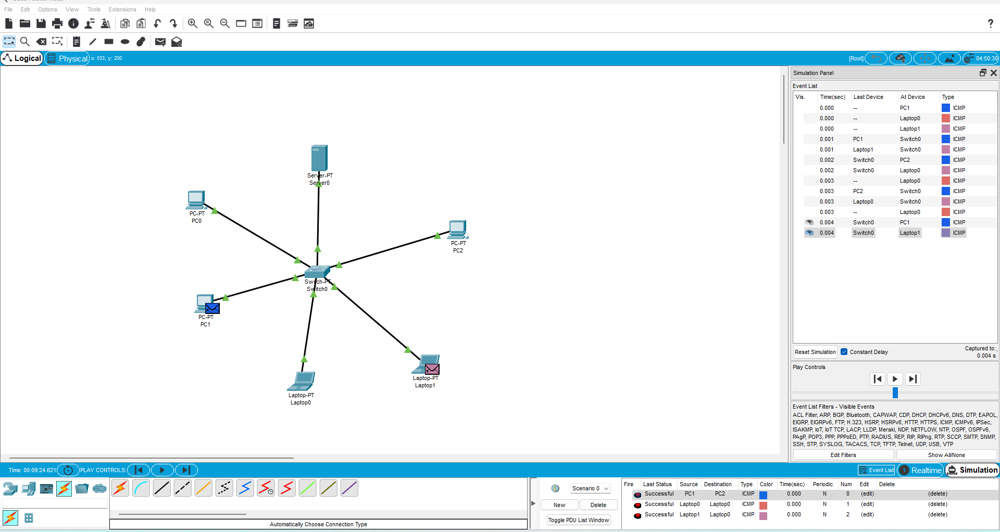 File Edit Options View Tools Extensions Help
?
Logical Physical x: 533, y: 200 [Root] 04:50:30
Simulation Panel
Event List
Vis. Time(sec) Last Device At Device Type
0.000 -- PC1 ICMP
0.000 -- Laptop0 ICMP
0.000 -- Laptop1 ICMP
0.001 PC1 Switch0 ICMP
0.001 Laptop1 Switch0 ICMP
0.002 Switch0 PC2 ICMP
0.002 Switch0 Laptop0 ICMP
0.003 -- Laptop0 ICMP
0.003 PC2 Switch0 ICMP
0.003 Laptop0 Switch0 ICMP
0.003 -- Laptop0 ICMP
0.004 Switch0 PC1 ICMP
0.004 Switch0 Laptop1 ICMP
Server-PT
Server0
PC-PT
PC0
PC-PT
PC2
Switch-PT
Switch0
PC-PT
PC1
Laptop-PT
Laptop1
Laptop-PT
Laptop0
Reset Simulation Constant Delay Captured to:
0.004 s
Play Controls
Event List Filters - Visible Events
ACL Filter, ARP, BGP, Bluetooth, CAPWAP, CDP, DHCP, DHCPv6, DNS, DTP, EAPOL,
EIGRP, EIGRPv6, FTP, H.323, HSRP, HSRPv6, HTTP, HTTPS, ICMP, ICMPv6, IPSec,
ISAKMP, IoT, IoT TCP, LACP, LLDP, Meraki, NDP, NETFLOW, NTP, OSPF, OSPFv6,
PAgP, POP3, PPP, PPPoED, PTP, RADIUS, REP, RIP, RIPng, RTP, SCCP, SMTP, SNMP,
SSH, STP, SYSLOG, TACACS, TCP, TFTP, Telnet, UDP, USB, VTP
Edit Filters Show All/None
Time: 00:09:24.621 PLAY CONTROLS: Event List Realtime Simulation
Scenario 0
New Delete
Toggle PDU List Window
Automatically Choose Connection Type
Fire Last Status Source Destination Type Color Time(sec) Periodic Num Edit Delete
Successful PC1 PC2 ICMP 0.000 N 0 (edit) (delete)
Successful Laptop0 Laptop0 ICMP 0.000 N 1 (edit) (delete)
Successful Laptop1 Laptop0 ICMP 0.000 N 2 (edit) (delete)